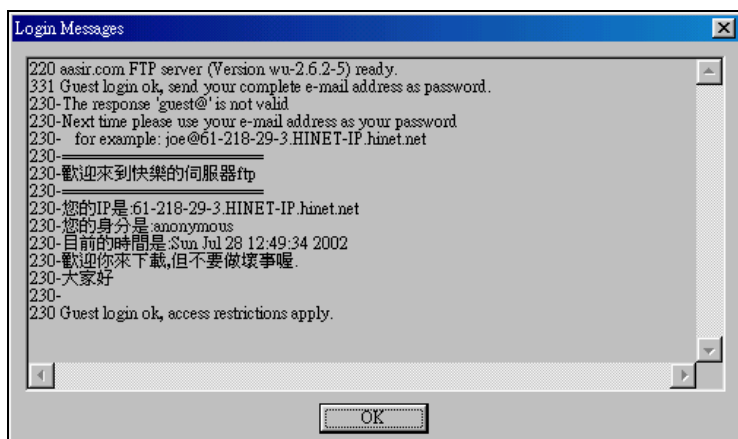 Login Messages
220 aasir.com FTP server (Version wu-2.6.2-5) ready.
331 Guest login ok, send your complete e-mail address as password.
230-The response 'guest@' is not valid
230-Next time please use your e-mail address as your password
230-   for example: joe@61-218-29-3.HINET-IP.hinet.net
230-══════════════
230-歡迎來到快樂的伺服器ftp
230-══════════════
230-您的IP是:61-218-29-3.HINET-IP.hinet.net
230-您的身分是:anonymous
230-目前的時間是:Sun Jul 28 12:49:34 2002
230-歡迎你來下載,但不要做壞事喔.
230-大家好
230-
230 Guest login ok, access restrictions apply.
OK